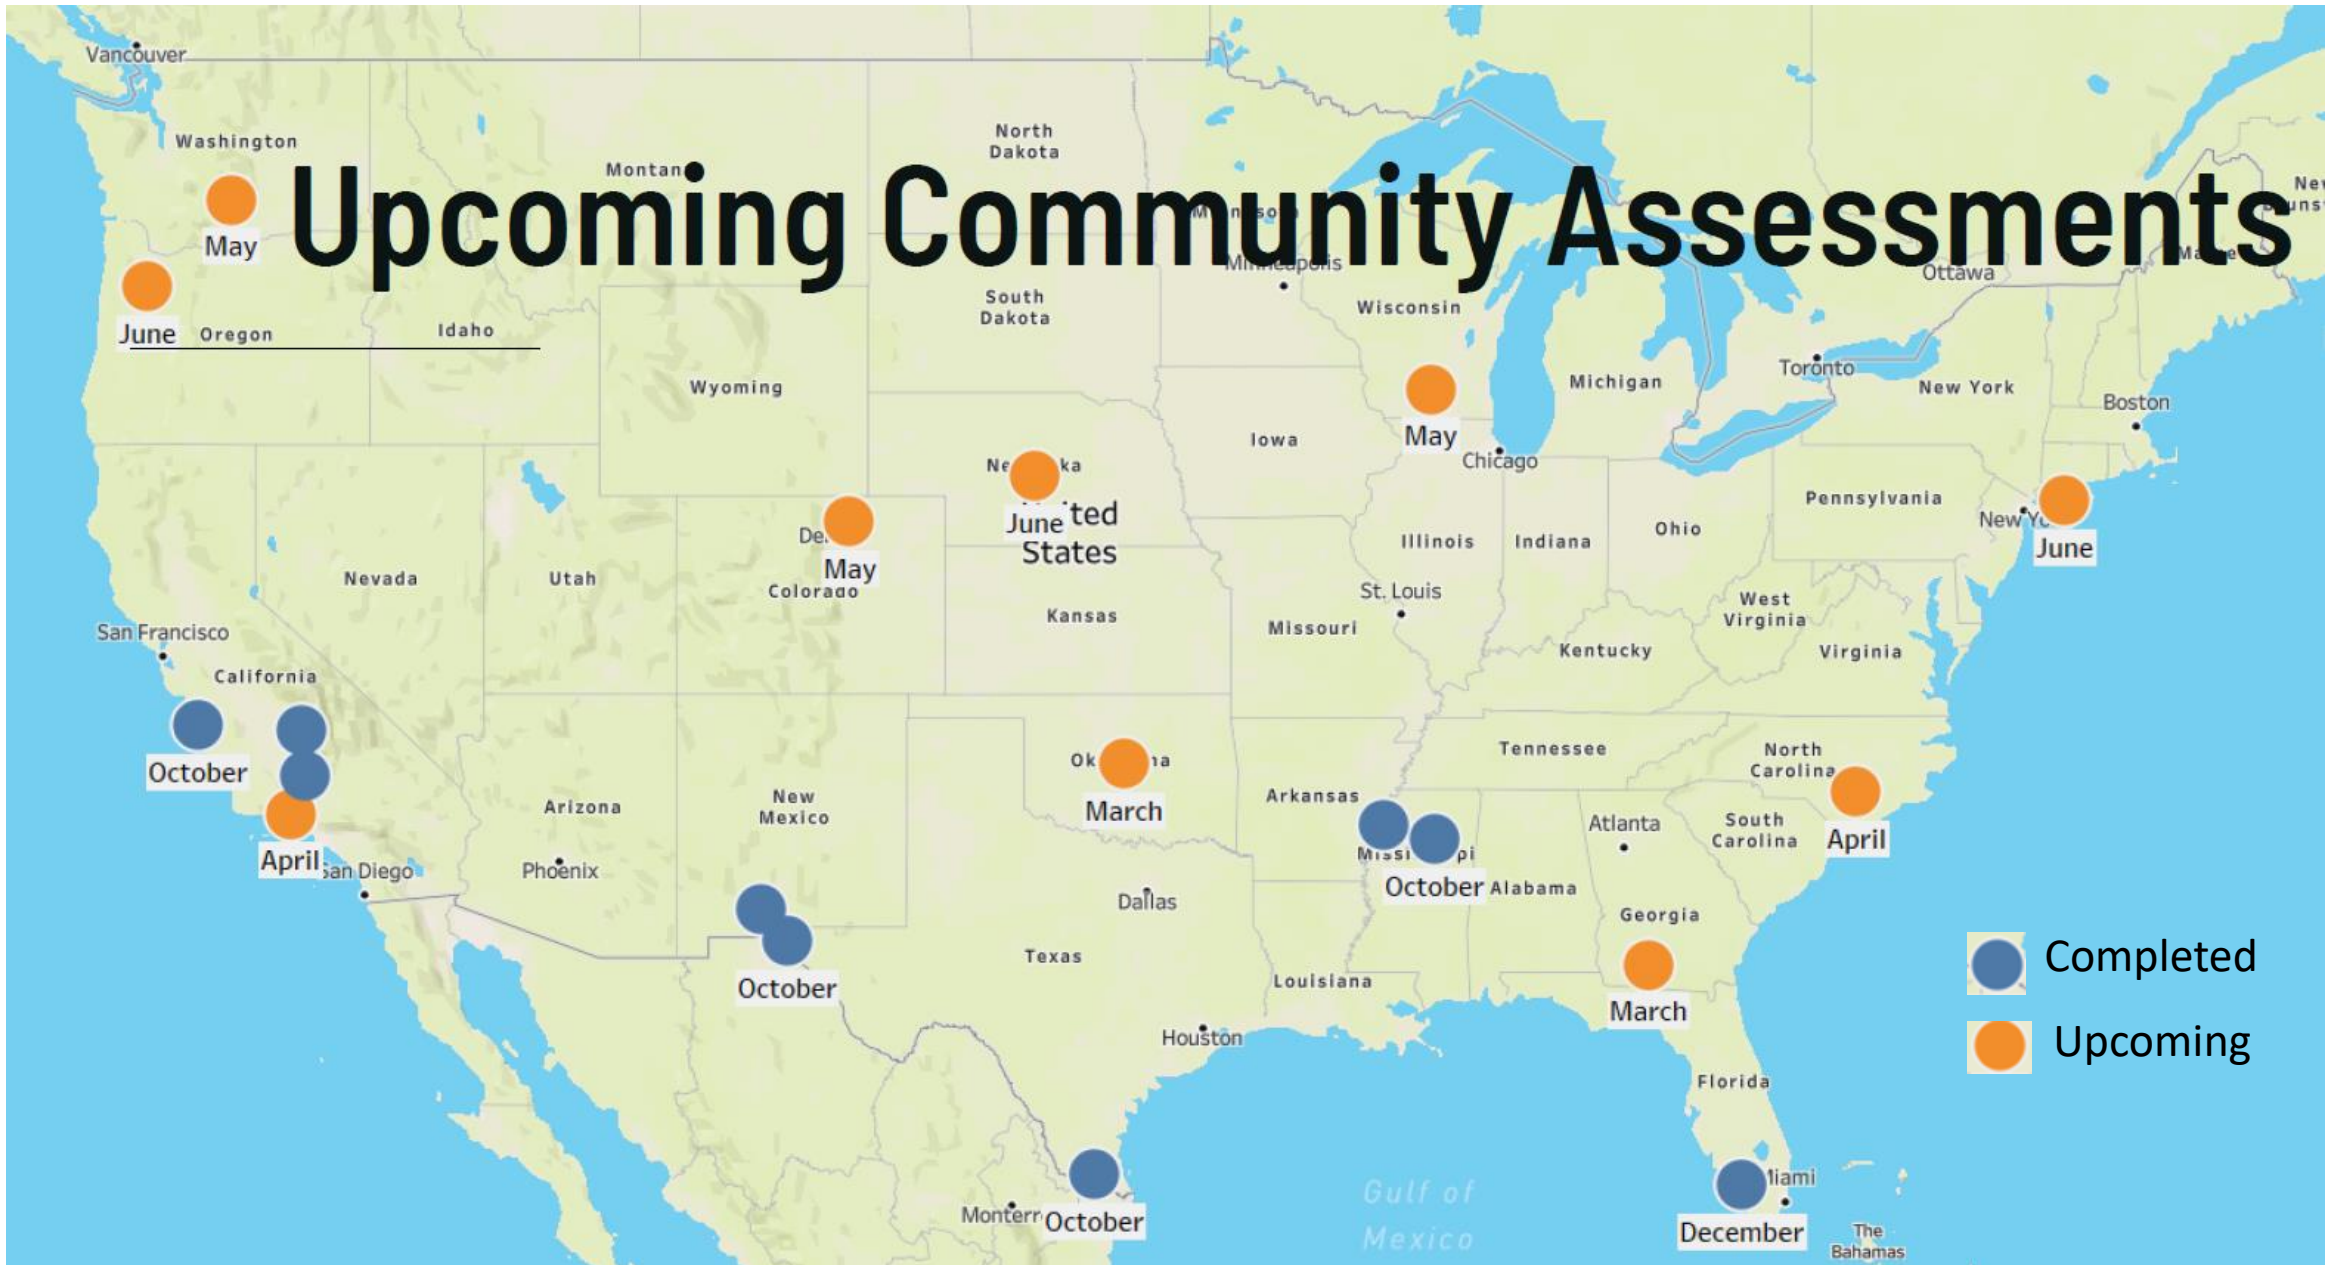 Vancouver
Washington
Upcoming Community Assessments
North
Dakota
May
June
Oregon
Idaho
South
Dakota
Wisconsin
Ottawa
Wyoming
Michigan
Toronto
New York
Boston
Iowa
May
Chicago
June
States
May
Colorado
Pennsylvania
June
Nevada
Utah
Kansas
Illinois
Indiana
Ohio
St. Louis
Missouri
Kentucky
West
Virginia
Virginia
San Francisco
California
October
April
San Diego
Arizona
Phoenix
New
Mexico
March
Arkansas
Tennessee
North
Carolina
South
Carolina
April
Atlanta
October
Alabama
Georgia
Dallas
Texas
Louisiana
October
March
Houston
Florida
Completed
Upcoming
October
Gulf of
Mexico
December
The
Bahamas